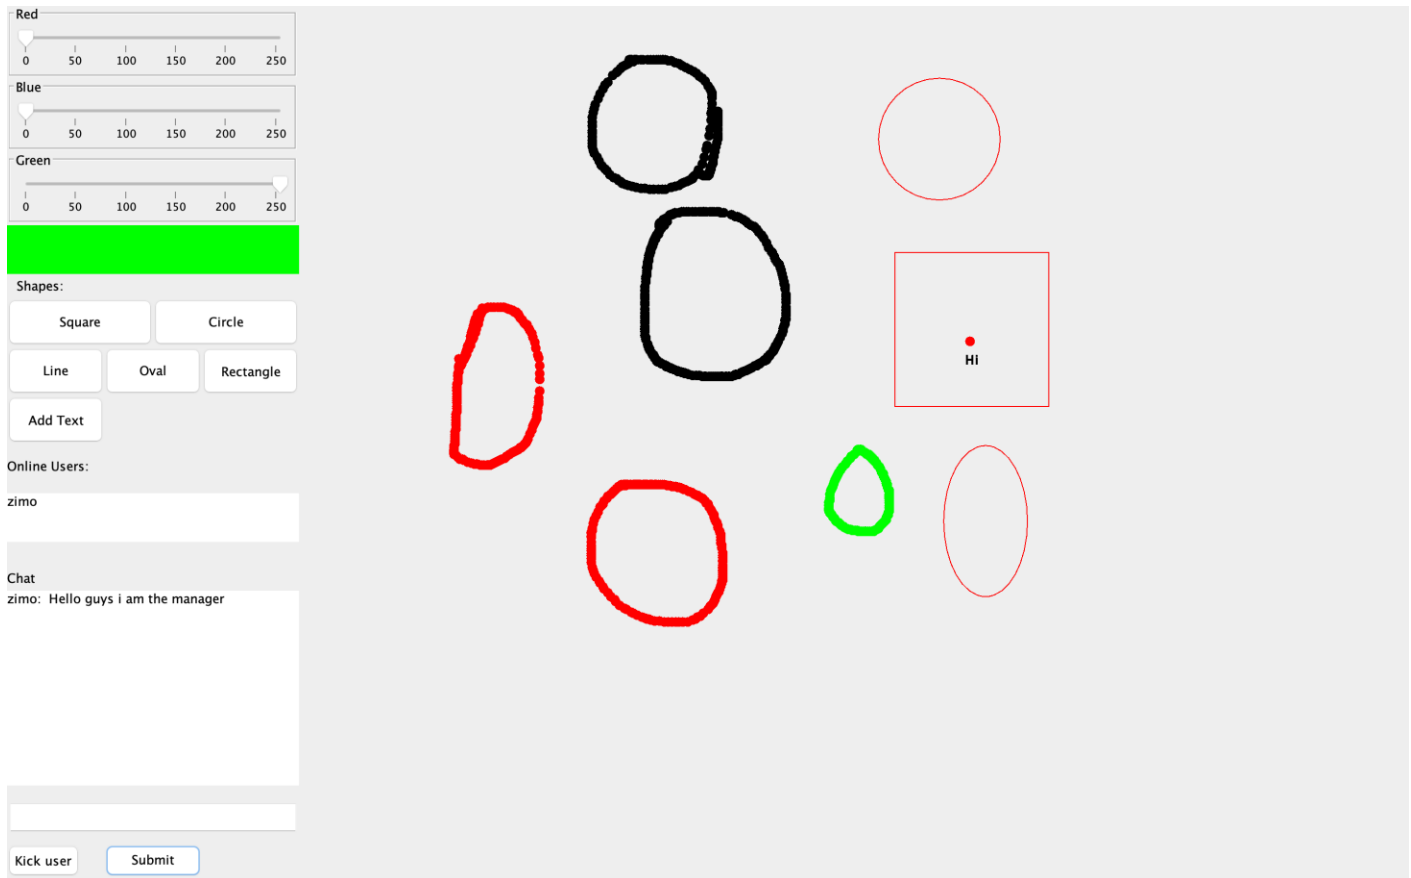 Red
0 50 100 150 200 250
Blue
0 50 100 150 200 250
Green
0 50 100 150 200 250
Shapes:
Square Circle
Line Oval Rectangle
Add Text
Online Users:
zimo
Chat
zimo:  Hello guys i am the manager
Kick user Submit
Hi